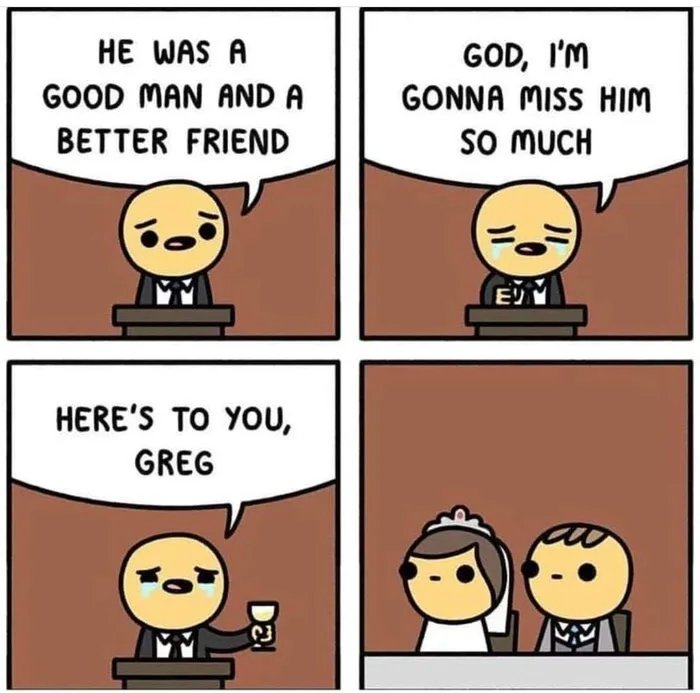 HE WAS A
GOOD MAN AND A
BETTER FRIEND
GOD, I'M
GONNA MISS HIM
SO MUCH
HERE'S TO YOU,
GREG